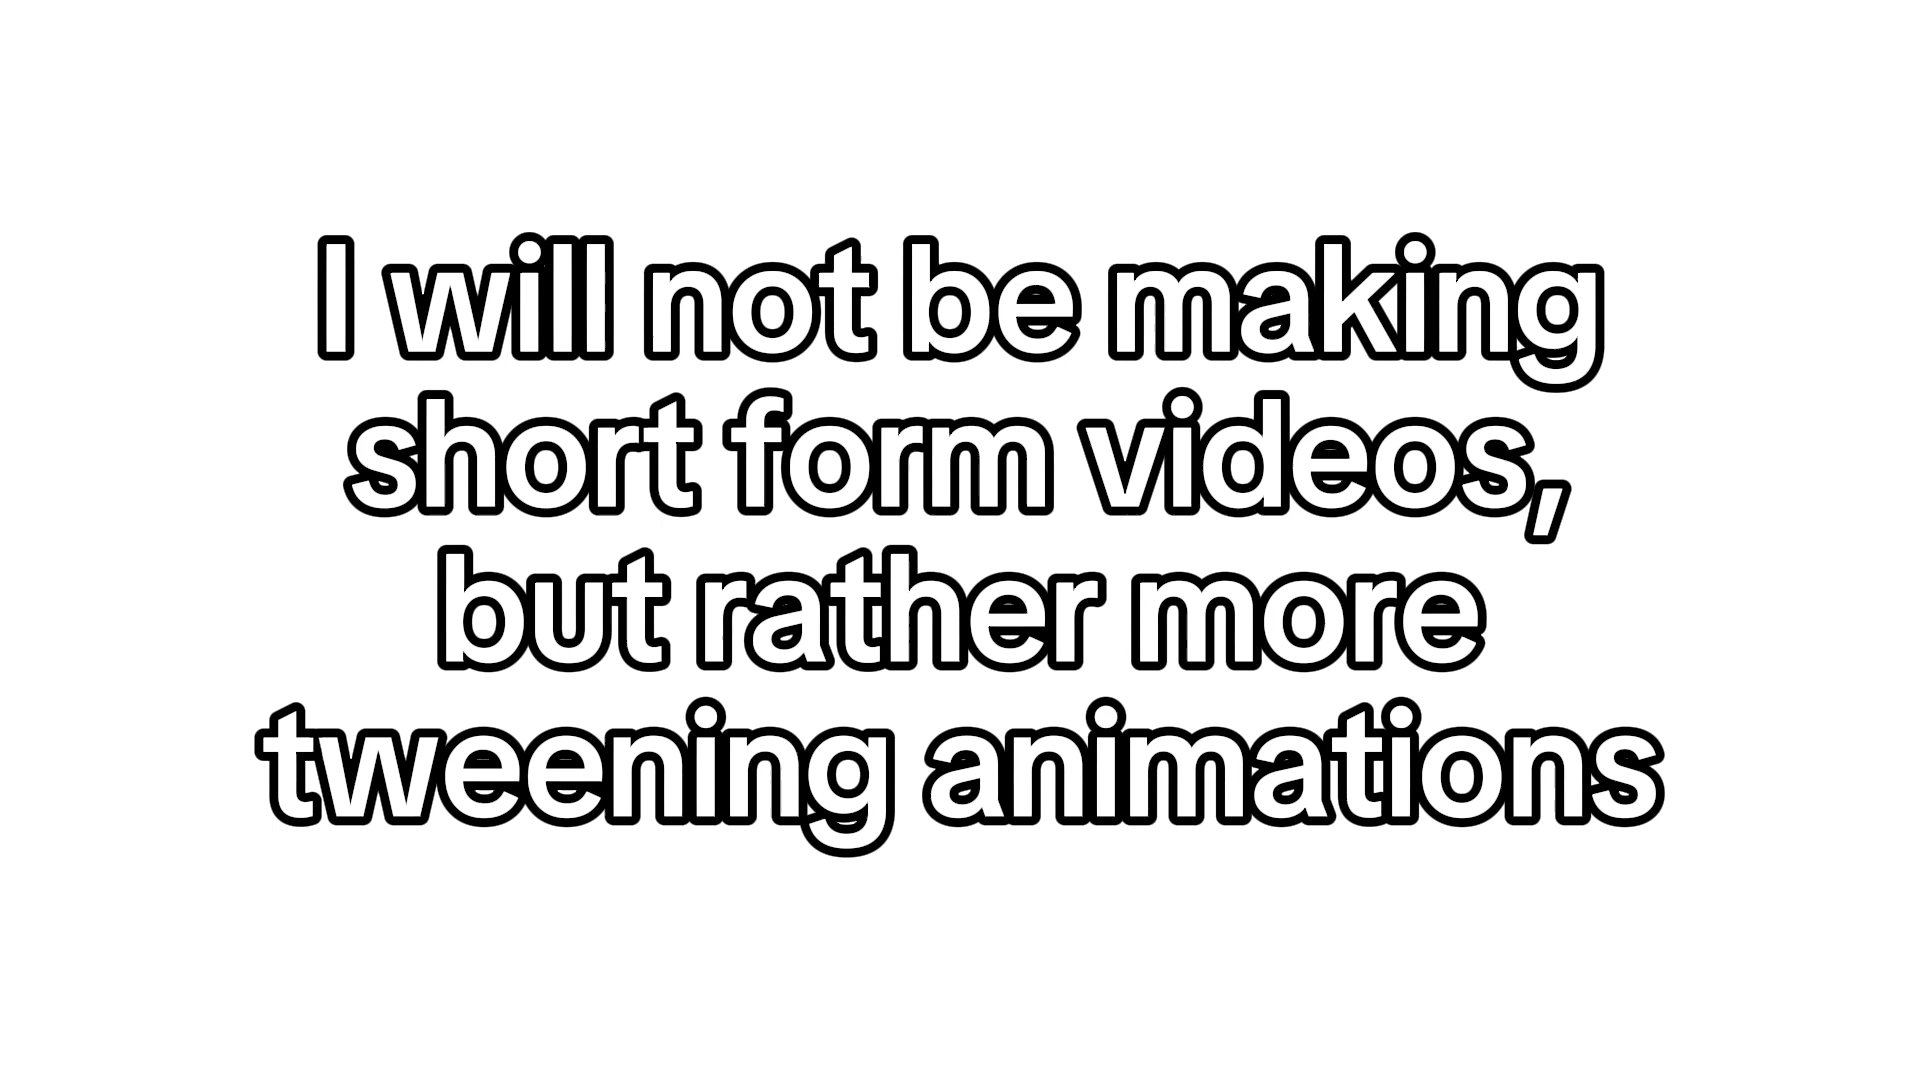 I will not be making
short form videos,
but rather more
tweening animations